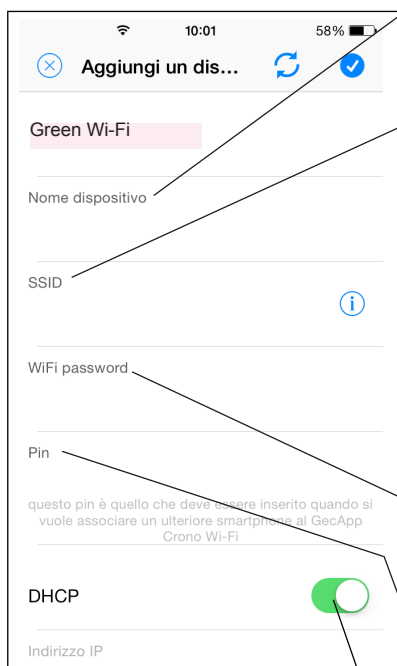 10:01 58%
Aggiungi un dis...
Green Wi-Fi
Nome dispositivo
SSID
WiFi password
Pin
questo pin è quello che deve essere inserito quando si
vuole associare un ulteriore smartphone al GecApp
Crono Wi-Fi
DHCP
Indirizzo IP